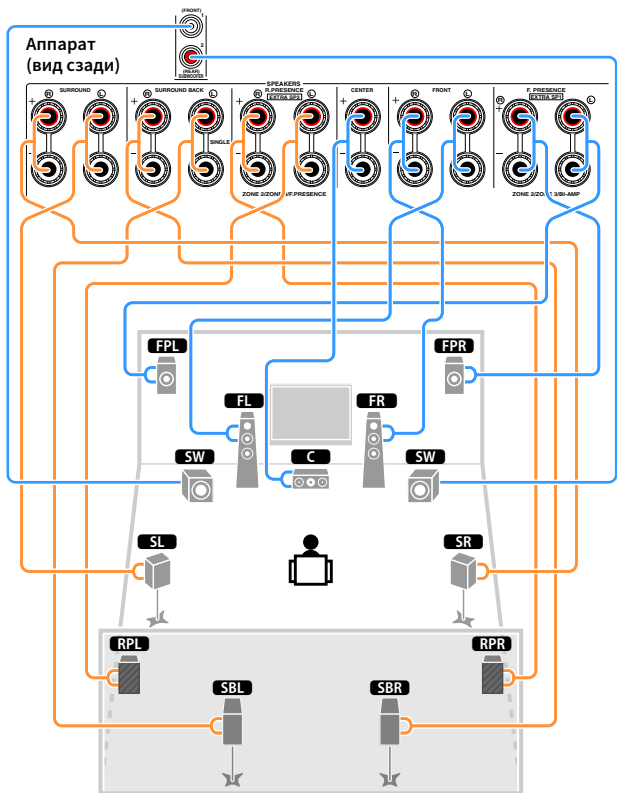 (FRONT)
1
Аппарат
(вид сзади)
2
(REAR)
SUBWOOFER
SPEAKERS
SURROUND
SURROUND BACK
R.PRESENCE
EXTRA SP2
CENTER
FRONT
F. PRESENCE
EXTRA SP1
R L R L R L R L R L
+ + + + + +
SINGLE
- - - - - -
ZONE 2/ZONE
/F.PRESENCE
ZONE 2/ZONE 3/BI-AMP
FPL FPR
FL FR
SW C SW
SL SR
RPL RPR
SBL SBR